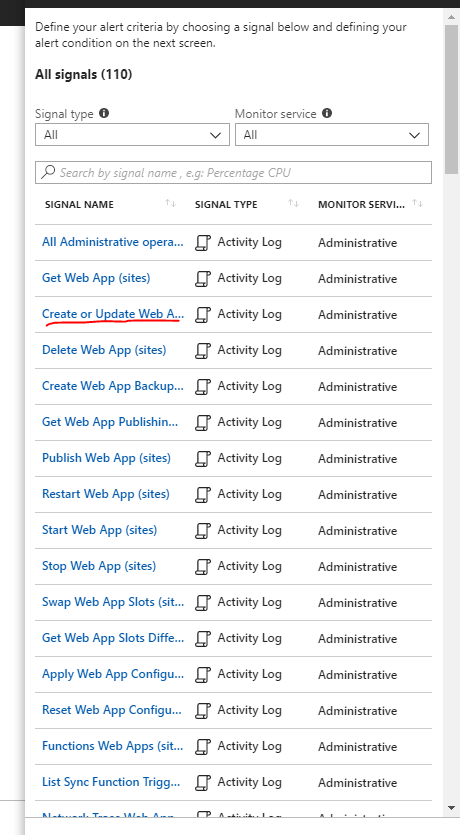 Define your alert criteria by choosing a signal below and defining your
alert condition on the next screen.
All signals (110)
Signal type
Monitor service
All
All
Search by signal name , e.g: Percentage CPU
SIGNAL NAME SIGNAL TYPE MONITOR SERVI...
All Administrative opera... Activity Log Administrative
Get Web App (sites) Activity Log Administrative
Create or Update Web A... Activity Log Administrative
Delete Web App (sites) Activity Log Administrative
Create Web App Backup... Activity Log Administrative
Get Web App Publishin... Activity Log Administrative
Publish Web App (sites) Activity Log Administrative
Restart Web App (sites) Activity Log Administrative
Start Web App (sites) Activity Log Administrative
Stop Web App (sites) Activity Log Administrative
Swap Web App Slots (sit... Activity Log Administrative
Get Web App Slots Diffe... Activity Log Administrative
Apply Web App Configu... Activity Log Administrative
Reset Web App Configu... Activity Log Administrative
Functions Web Apps (sit... Activity Log Administrative
List Sync Function Trigg... Activity Log Administrative
Network Trace Web App Activity Log Administrative